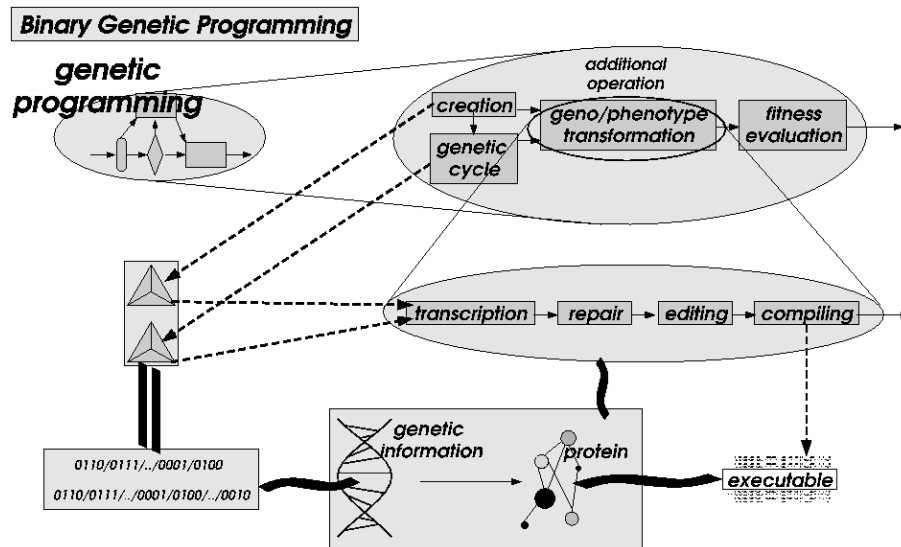 Binary Genetic Programming
genetic
programming
additional
operation
creation
geno/phenotype
transformation
fitness
evaluation
genetic
cycle
transcription
repair
editing
compiling
genetic
information
protein
0110/0111/../0001/0100
0110/0111/../0001/0100/../0010
executable